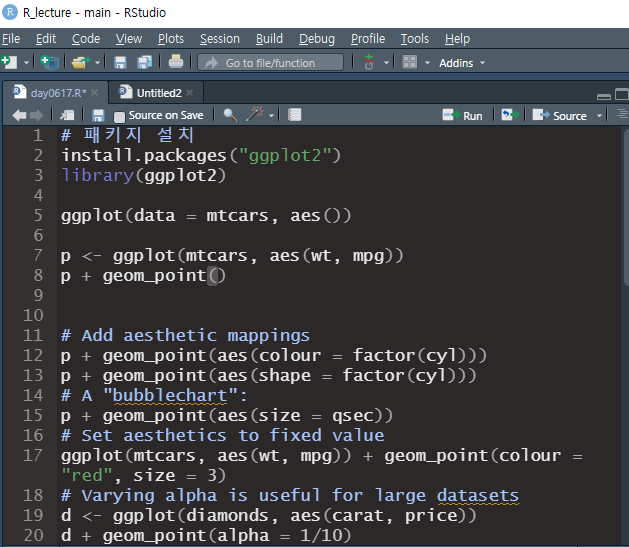 R_lecture - main - RStudio
File Edit Code View Plots Session Build Debug Profile Tools Help
Go to file/function Addins
day0617.R* Untitled2
Source on Save Run Source
1 # 패키지 설치
2 install.packages("ggplot2")
3 library(ggplot2)
4
5 ggplot(data = mtcars, aes())
6
7 p <- ggplot(mtcars, aes(wt, mpg))
8 p + geom_point()
9
10
11 # Add aesthetic mappings
12 p + geom_point(aes(colour = factor(cyl)))
13 p + geom_point(aes(shape = factor(cyl)))
14 # A "bubblechart":
15 p + geom_point(aes(size = qsec))
16 # Set aesthetics to fixed value
17 ggplot(mtcars, aes(wt, mpg)) + geom_point(colour =
"red", size = 3)
18 # Varying alpha is useful for large datasets
19 d <- ggplot(diamonds, aes(carat, price))
20 d + geom_point(alpha = 1/10)